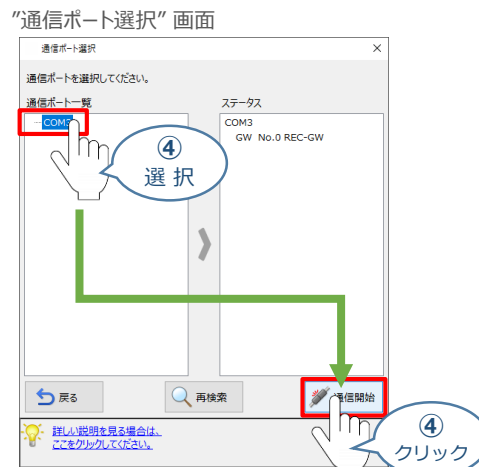 ”通信ポート選択” 画面
通信ポート選択
通信ポートを選択してください。
通信ポート一覧
ステータス
COM3
COM3
GW No.0 REC-GW
④
選 択
戻る
再検索
通信開始
詳しい説明を見る場合は、
ここをクリックしてください。
④
クリック